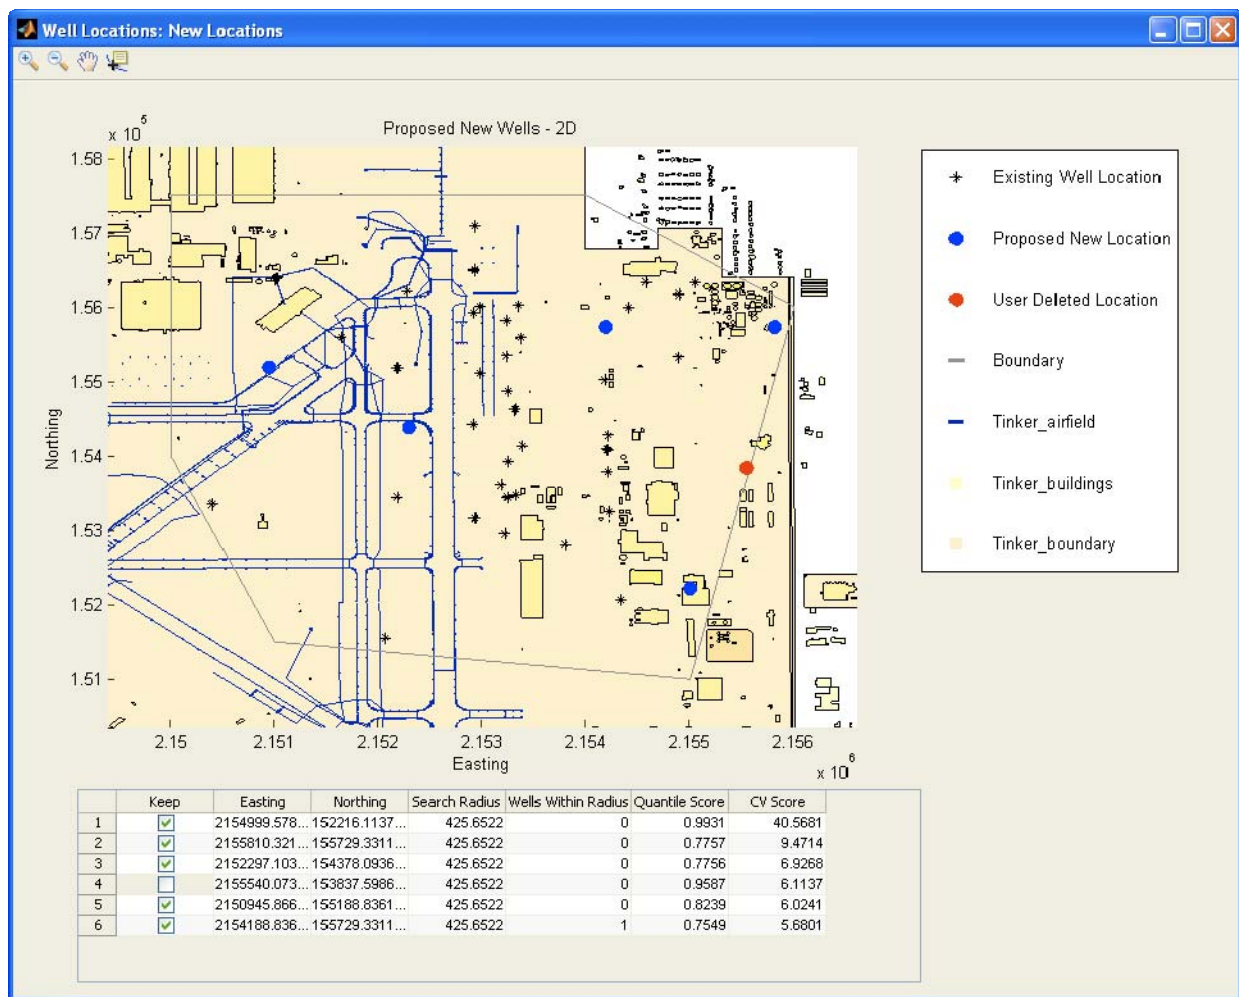 Well Locations: New Locations
Proposed New Wells - 2D
x 10^5
1.58
1.57
1.56
1.55
1.54
1.53
1.52
1.51
Northing
2.15
2.151
2.152
2.153
2.154
2.155
2.156
Easting
x 10^6
Existing Well Location
Proposed New Location
User Deleted Location
Boundary
Tinker_airfield
Tinker_buildings
Tinker_boundary
Keep Easting Northing Search Radius Wells Within Radius Quantile Score CV Score
1 2154999.578... 152216.1137... 425.6522 0 0.9931 40.5681
2 2155810.321... 155729.3311... 425.6522 0 0.7757 9.4714
3 2152297.103... 154378.0936... 425.6522 0 0.7756 6.9268
4 2155540.073... 153837.5986... 425.6522 0 0.9587 6.1137
5 2150945.866... 155188.8361... 425.6522 0 0.8239 6.0241
6 2154188.836... 155729.3311... 425.6522 1 0.7549 5.6801